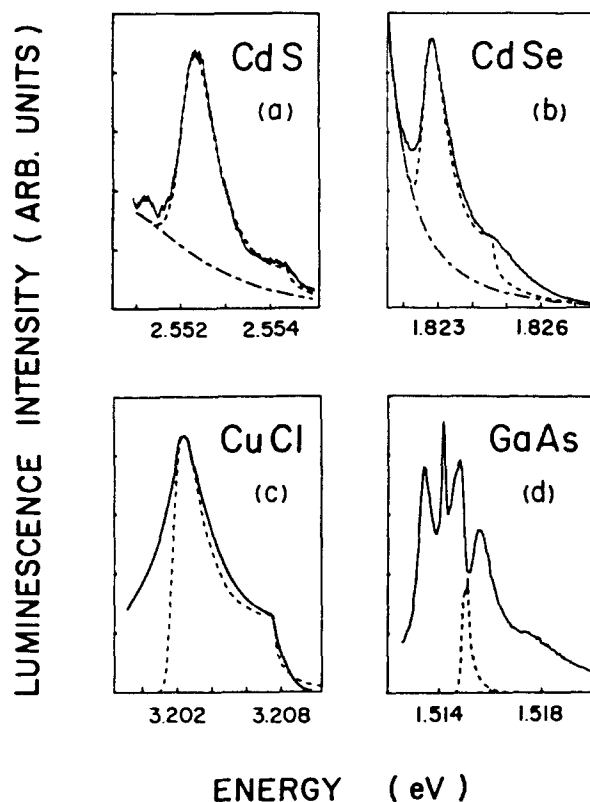 LUMINESCENCE INTENSITY (ARB. UNITS)
CdS
(a)
2.552 2.554
CdSe
(b)
1.823 1.826
CuCl
(c)
3.202 3.208
GaAs
(d)
1.514 1.518
ENERGY (eV)